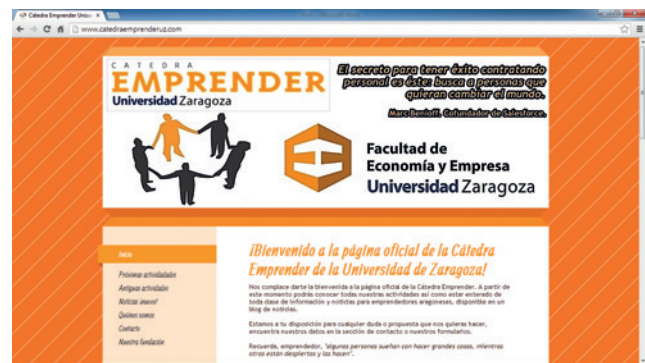 Cátedra Emprender Unive
www.catedraemprenderuz.com
CATEDRA
EMPRENDER
Universidad Zaragoza
El secreto para tener éxito contratando
personal es éste: busca a personas que
quieran cambiar el mundo.
Marc Benioff, Cofundador de Salesforce.
Facultad de
Economía y Empresa
Universidad Zaragoza
Inicio
Próximas actividades
Antiguas actividades
Noticias ¡nuevo!
Quiénes somos
Contacto
Nuestra fundación
¡Bienvenido a la página oficial de la Cátedra
Emprender de la Universidad de Zaragoza!
Nos complace darte la bienvenida a la página oficial de la Cátedra Emprender. A partir de
este momento podrás conocer todas nuestras actividades así como estar enterado de
toda clase de información y noticias para emprendedores aragoneses, disponible en un
blog de noticias.
Estamos a tu disposición para cualquier duda o propuesta que nos quieras hacer,
encuentra nuestros datos en la sección de contacto o nuestros formularios.
Recuerda, emprendedor, "algunas personas sueñan con hacer grandes cosas, mientras
otras están despiertas y las hacen".